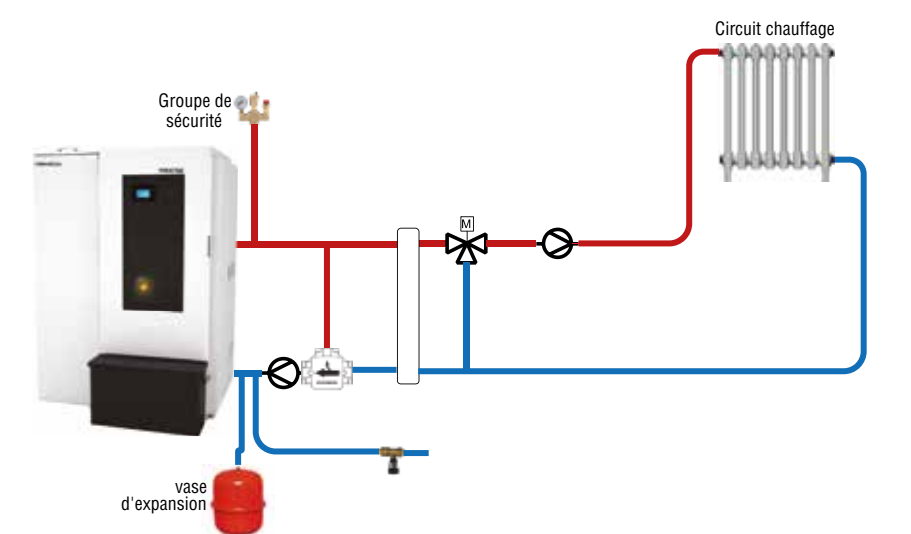 Circuit chauffage
Groupe de
sécurité
M
vase
d'expansion